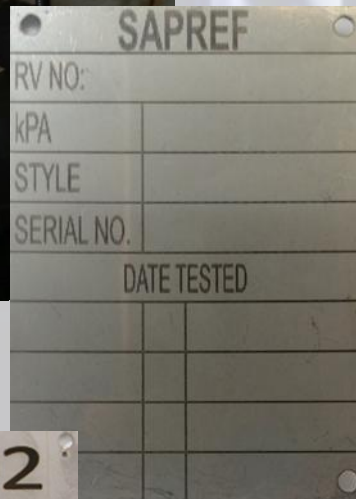 SAPREF
RV NO:
kPA
STYLE
SERIAL NO.
DATE TESTED
2